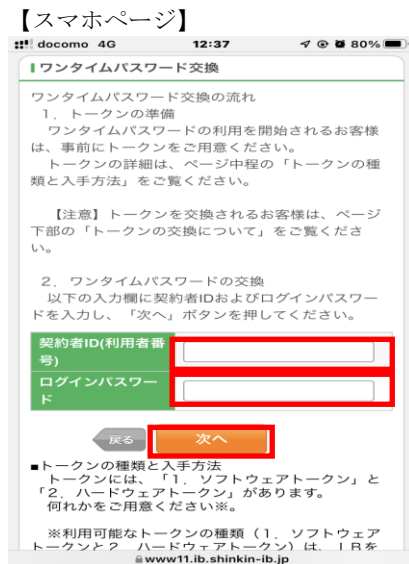 【スマホページ】
docomo 4G 12:37 80%
ワンタイムパスワード交換
ワンタイムパスワード交換の流れ
1．トークンの準備
ワンタイムパスワードの利用を開始されるお客様
は、事前にトークンをご用意ください。
トークンの詳細は、ページ中程の「トークンの種
類と入手方法」をご覧ください。
【注意】トークンを交換されるお客様は、ページ
下部の「トークンの交換について」をご覧くださ
い。
2．ワンタイムパスワードの交換
以下の入力欄に契約者IDおよびログインパスワー
ドを入力し、「次へ」ボタンを押してください。
契約者ID(利用者番
号)
ログインパスワー
ド
戻る 次へ
■トークンの種類と入手方法
トークンには、「1．ソフトウェアトークン」と
「2．ハードウェアトークン」があります。
何れかをご用意ください※。
※利用可能なトークンの種類（1．ソフトウェア
トークンと2．ハードウェアトークン）は、IBを
www11.ib.shinkin-ib.jp